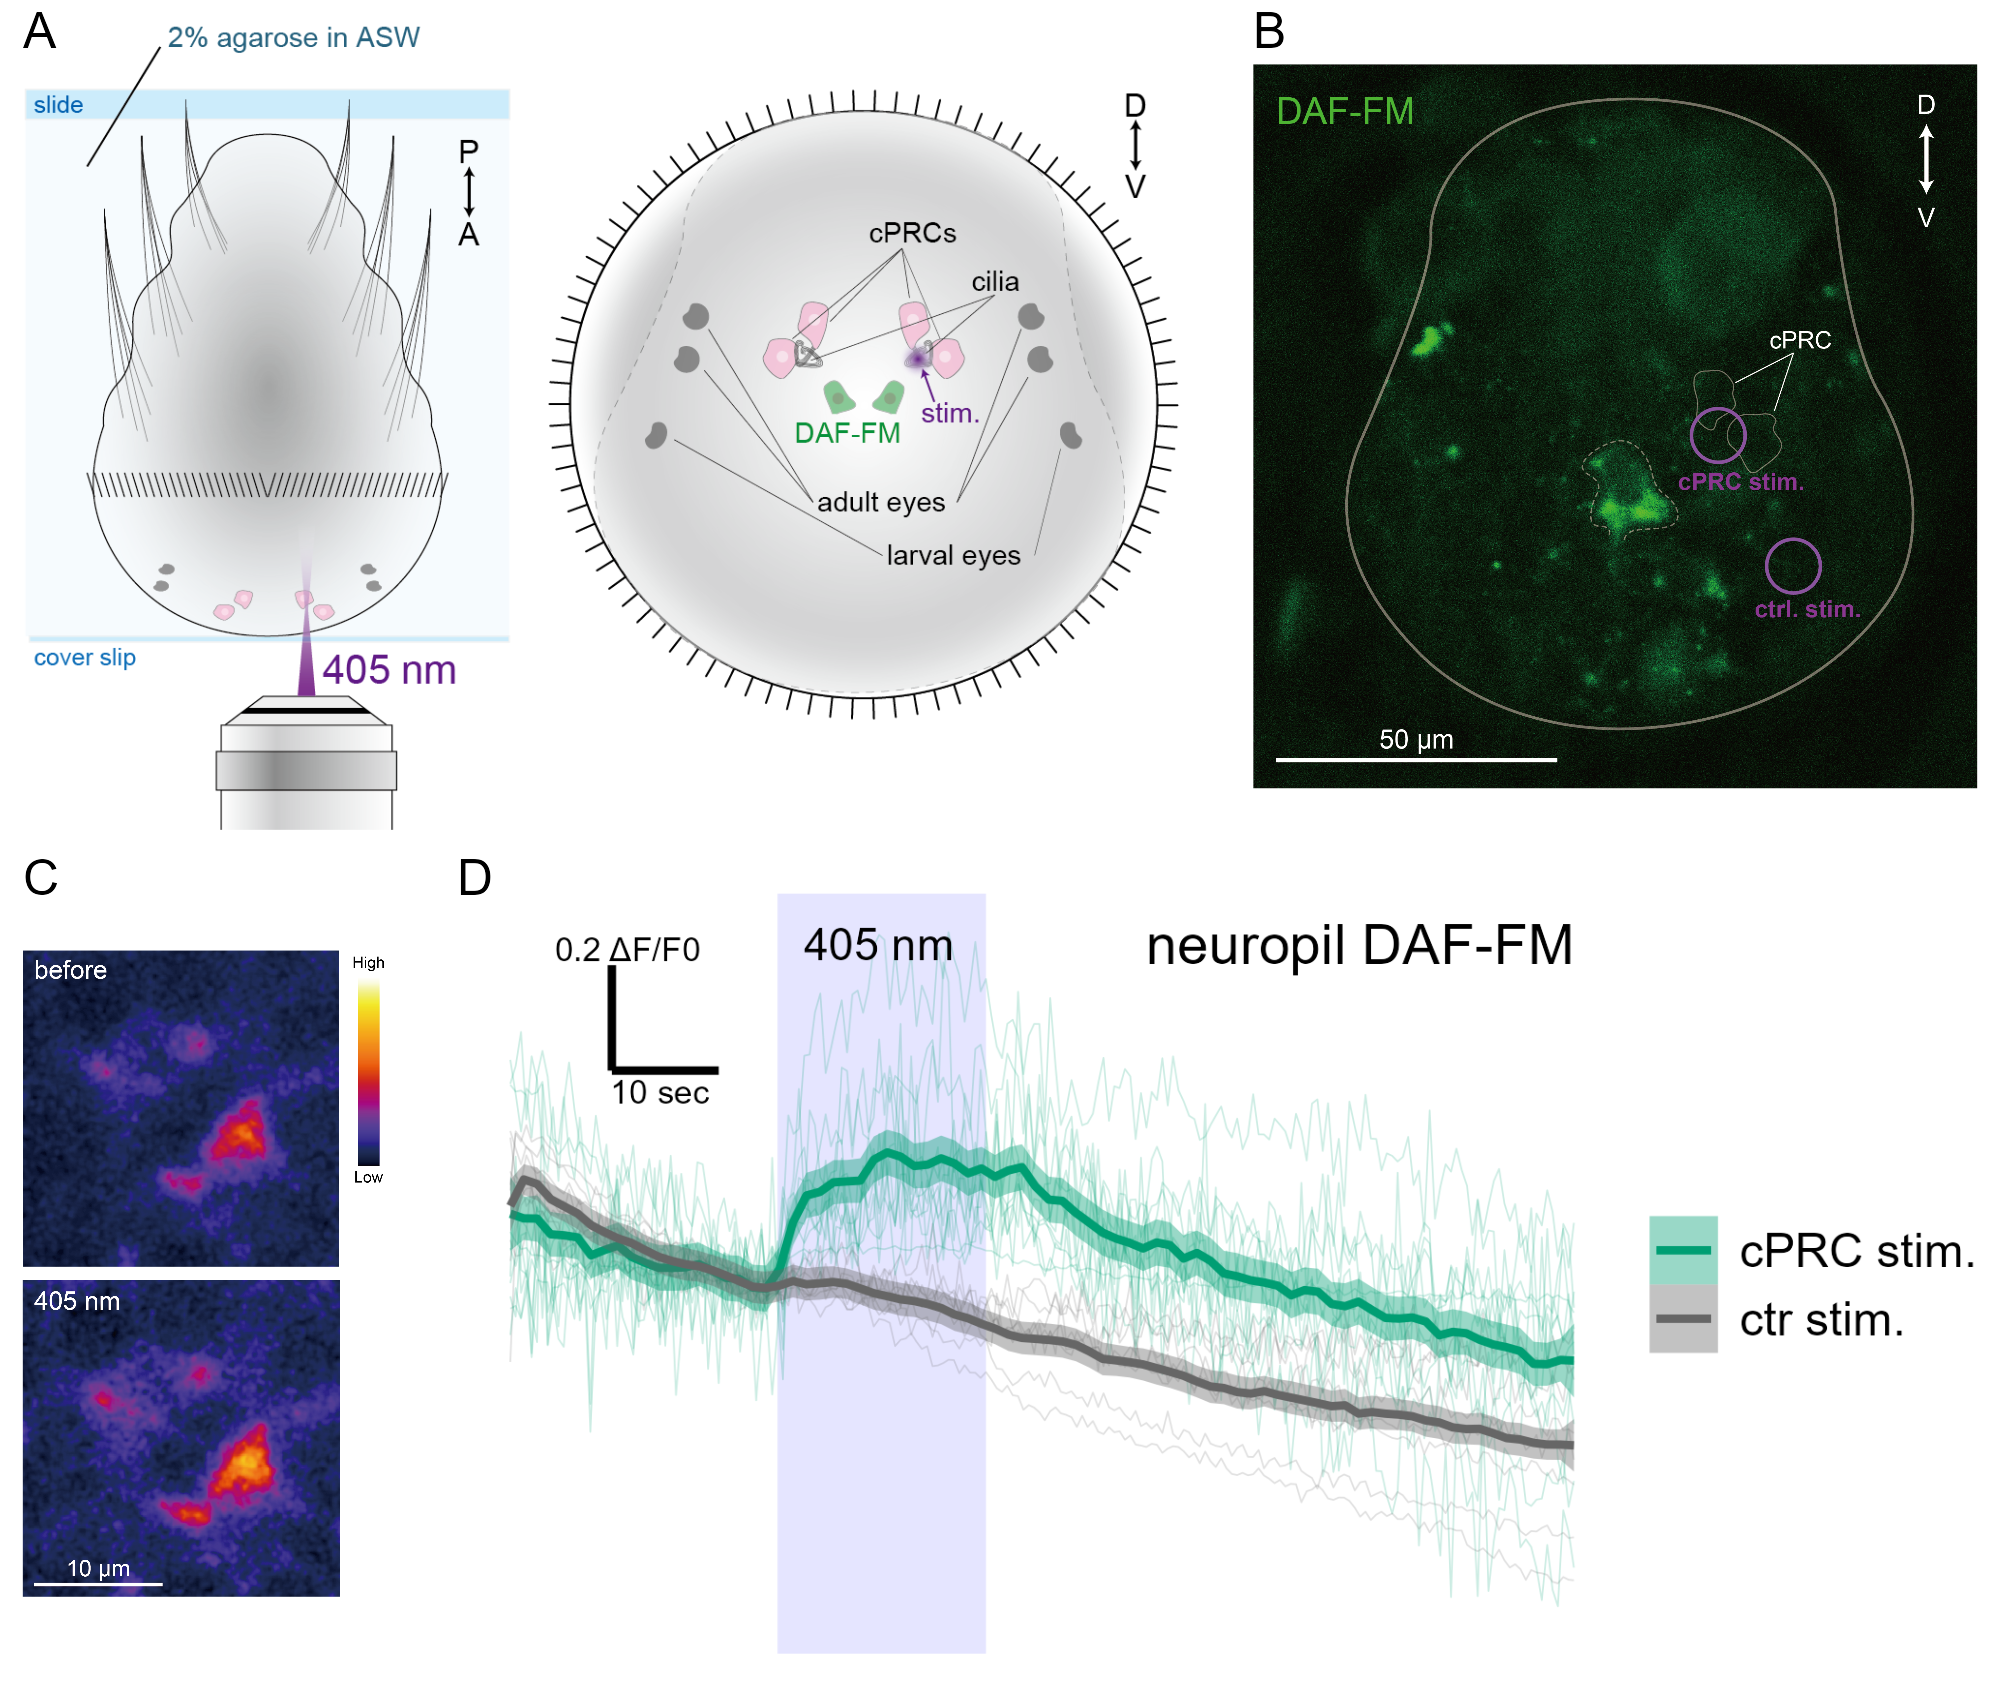 A
2% agarose in ASW
slide
P
A
cover slip
405 nm
D
V
cPRCs
cilia
stim.
DAF-FM
adult eyes
larval eyes
B
DAF-FM
D
V
cPRC
cPRC stim.
ctrl. stim.
50 µm
C
before
High
Low
405 nm
10 µm
D
0.2 ΔF/F0
10 sec
405 nm
neuropil DAF-FM
cPRC stim.
ctr stim.